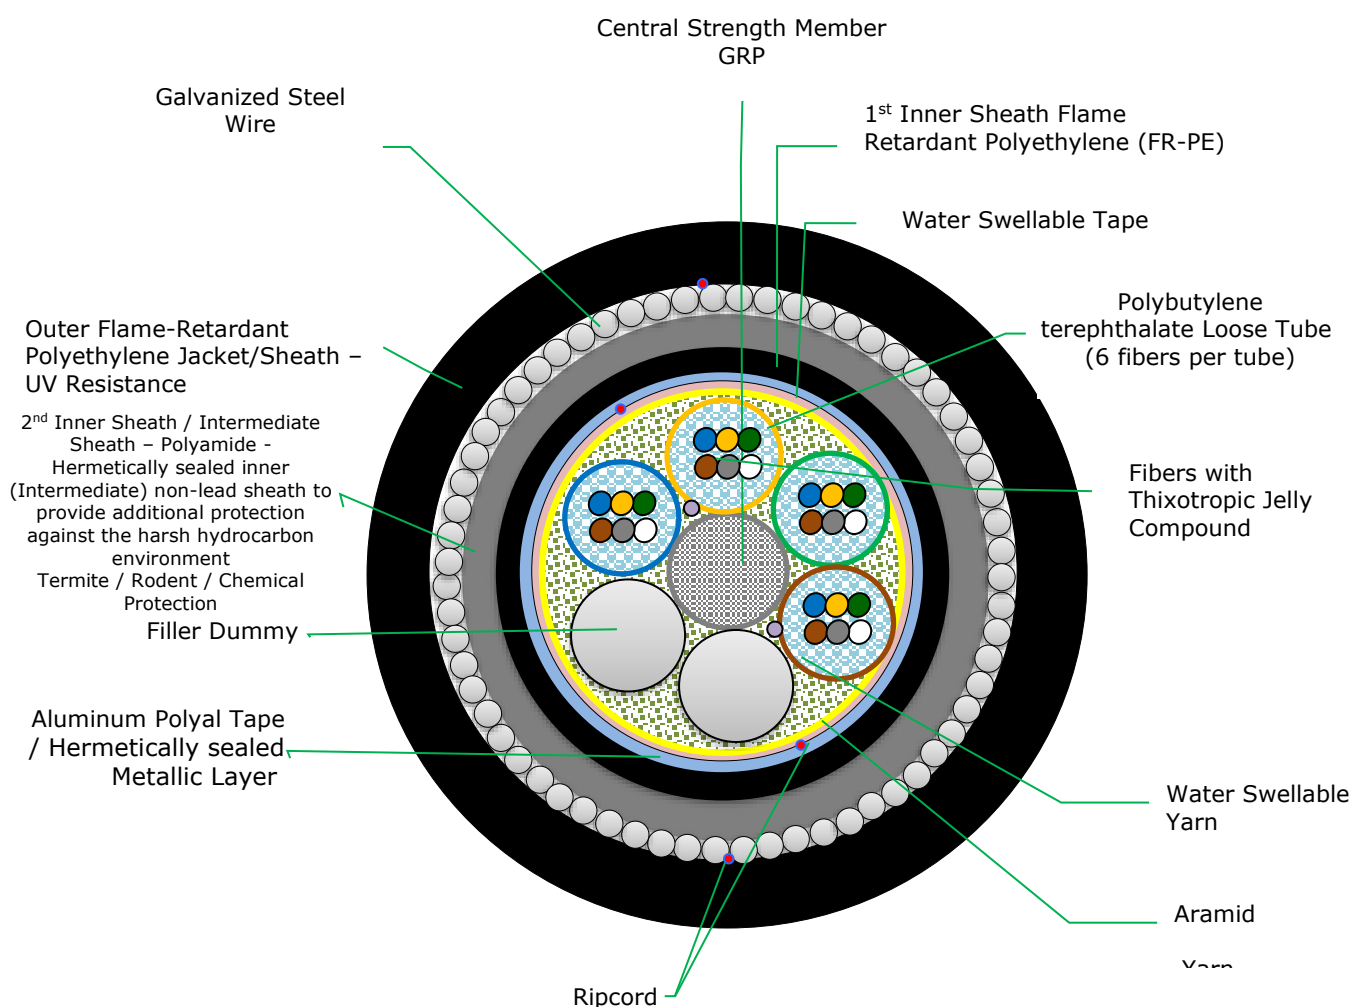 Central Strength Member
GRP
Galvanized Steel
Wire
1st Inner Sheath Flame
Retardant Polyethylene (FR-PE)
Water Swellable Tape
Polybutylene
terephthalate Loose Tube
(6 fibers per tube)
Outer Flame-Retardant
Polyethylene Jacket/Sheath –
UV Resistance
2nd Inner Sheath / Intermediate
Sheath – Polyamide -
Hermetically sealed inner
(Intermediate) non-lead sheath to
provide additional protection
against the harsh hydrocarbon
environment
Termite / Rodent / Chemical
Protection
Fibers with
Thixotropic Jelly
Compound
Filler Dummy
Aluminum Polyal Tape
/ Hermetically sealed
Metallic Layer
Water Swellable
Yarn
Aramid
Yarn
Ripcord